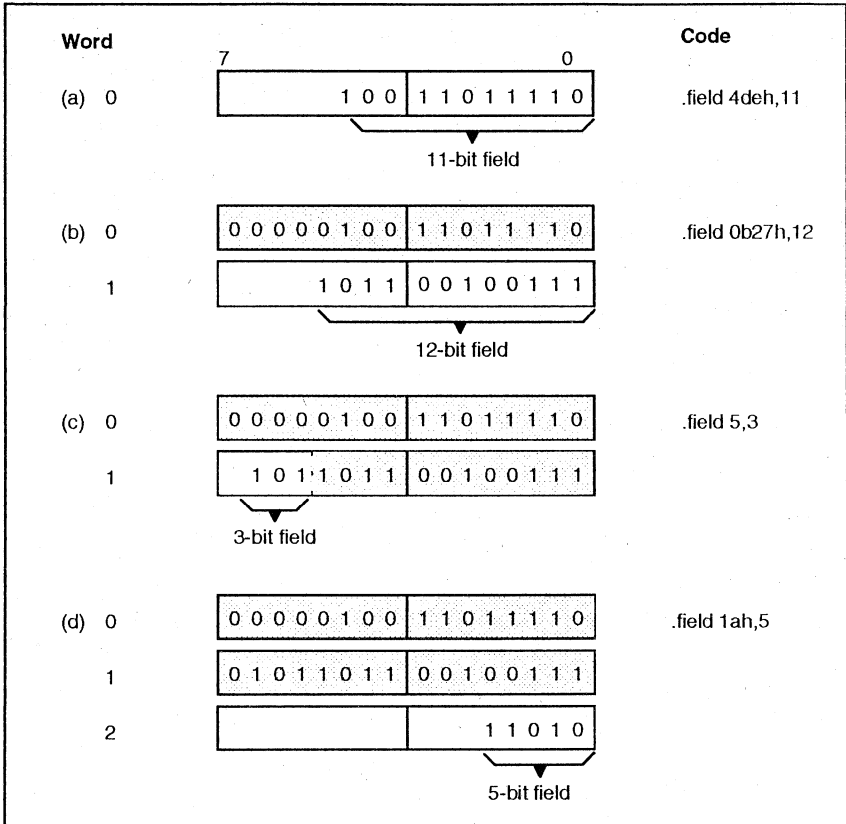 Word Code
7 0
(a) 0 1 0 0 1 1 0 1 1 1 1 0 .field 4deh,11
11-bit field
(b) 0 0 0 0 0 0 1 0 0 1 1 0 1 1 1 1 0 .field 0b27h,12
1 1 0 1 1 0 0 1 0 0 1 1 1
12-bit field
(c) 0 0 0 0 0 0 1 0 0 1 1 0 1 1 1 1 0 .field 5,3
1 1 0 1 1 0 1 1 0 0 1 0 0 1 1 1
3-bit field
(d) 0 0 0 0 0 0 1 0 0 1 1 0 1 1 1 1 0 .field 1ah,5
1 0 1 0 1 1 0 1 1 0 0 1 0 0 1 1 1
2 1 1 0 1 0
5-bit field